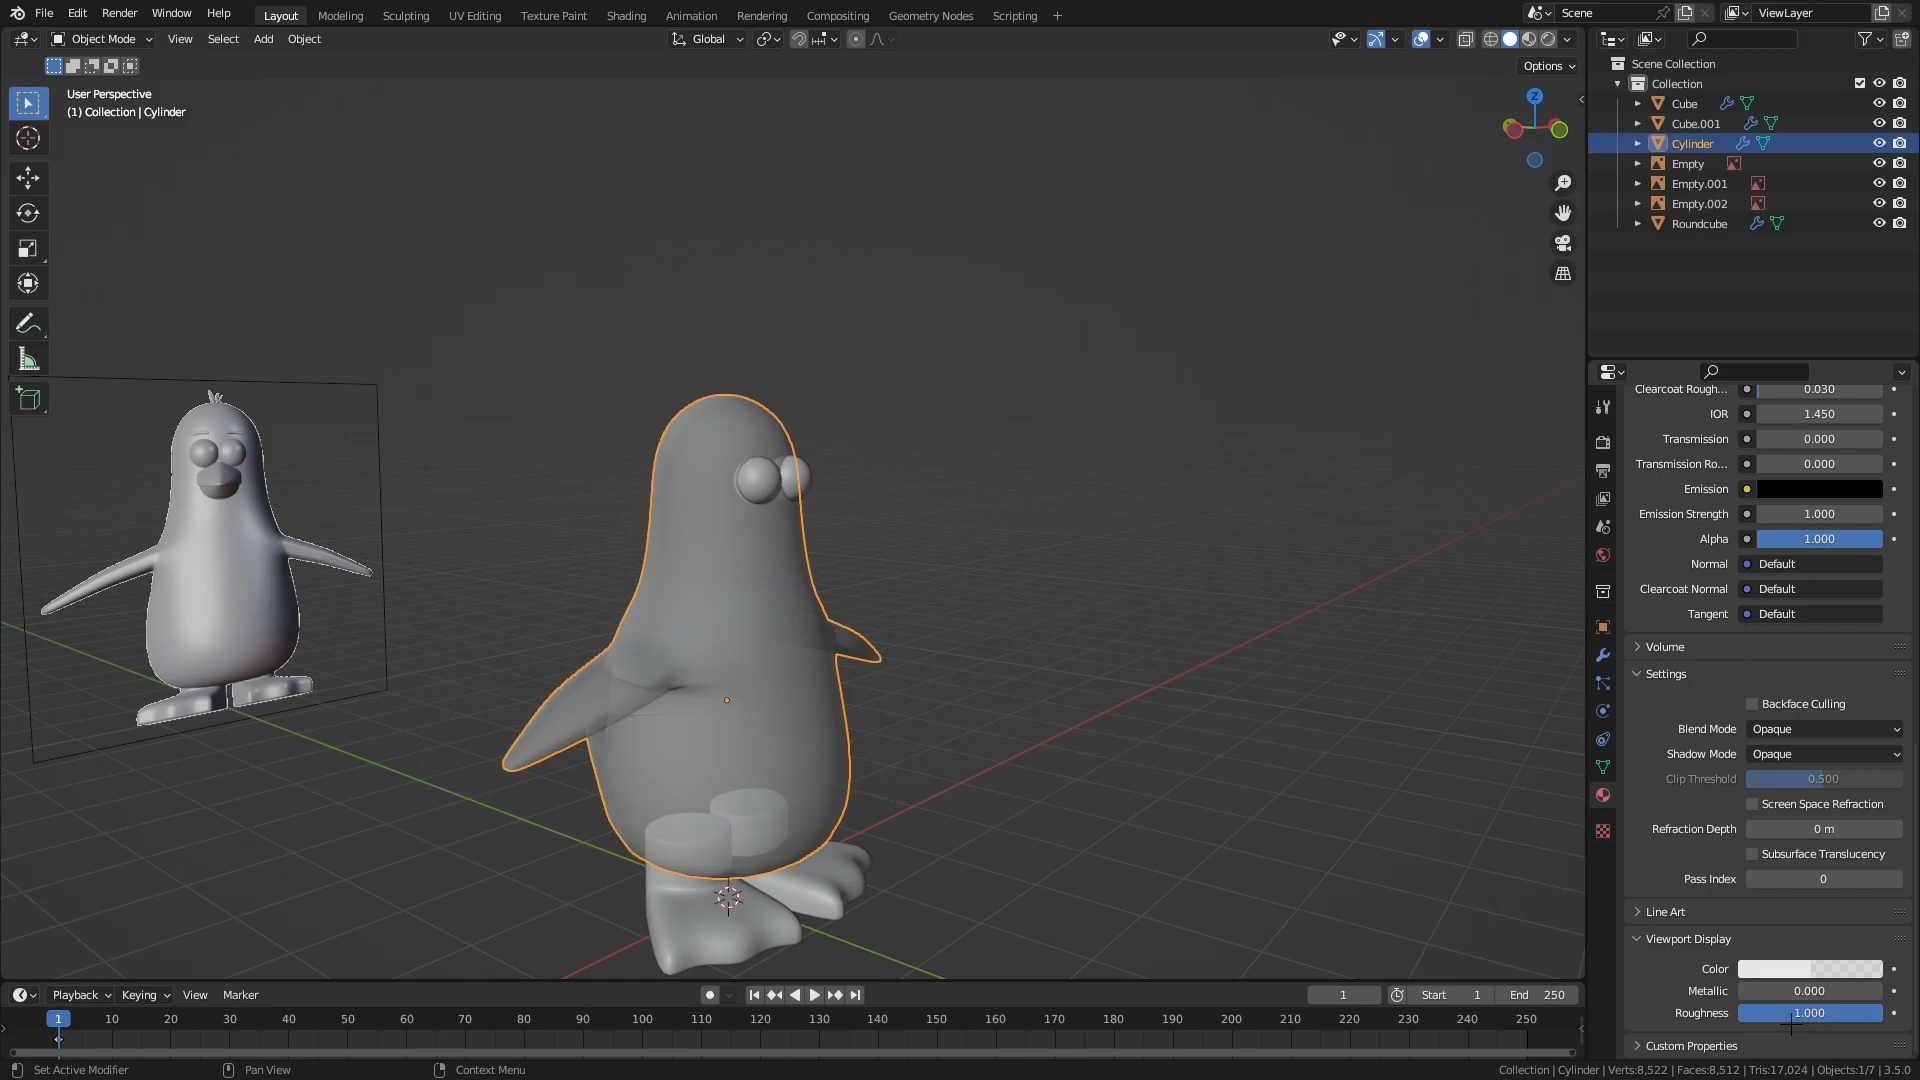 File Edit Render Window Help Layout Modeling Sculpting UV Editing Texture Paint Shading Animation Rendering Compositing Geometry Nodes Scripting + Scene ViewLayer
Object Mode View Select Add Object Global
Options
User Perspective
(1) Collection | Cylinder
Z
Scene Collection
Collection
Cube
Cube.001
Cylinder
Empty
Empty.001
Empty.002
Roundcube
Clearcoat Rough... 0.030
IOR 1.450
Transmission 0.000
Transmission Ro... 0.000
Emission
Emission Strength 1.000
Alpha 1.000
Normal Default
Clearcoat Normal Default
Tangent Default
Volume
Settings
Backface Culling
Blend Mode Opaque
Shadow Mode Opaque
Clip Threshold 0.500
Screen Space Refraction
Refraction Depth 0 m
Subsurface Translucency
Pass Index 0
Line Art
Viewport Display
Color
Metallic 0.000
Roughness 1.000
Custom Properties
Playback Keying View Marker 1 Start 1 End 250
1 10 20 30 40 50 60 70 80 90 100 110 120 130 140 150 160 170 180 190 200 210 220 230 240 250
Set Active Modifier Pan View Context Menu Collection | Cylinder | Verts:8,522 | Faces:8,512 | Tris:17,024 | Objects:1/7 | 3.5.0